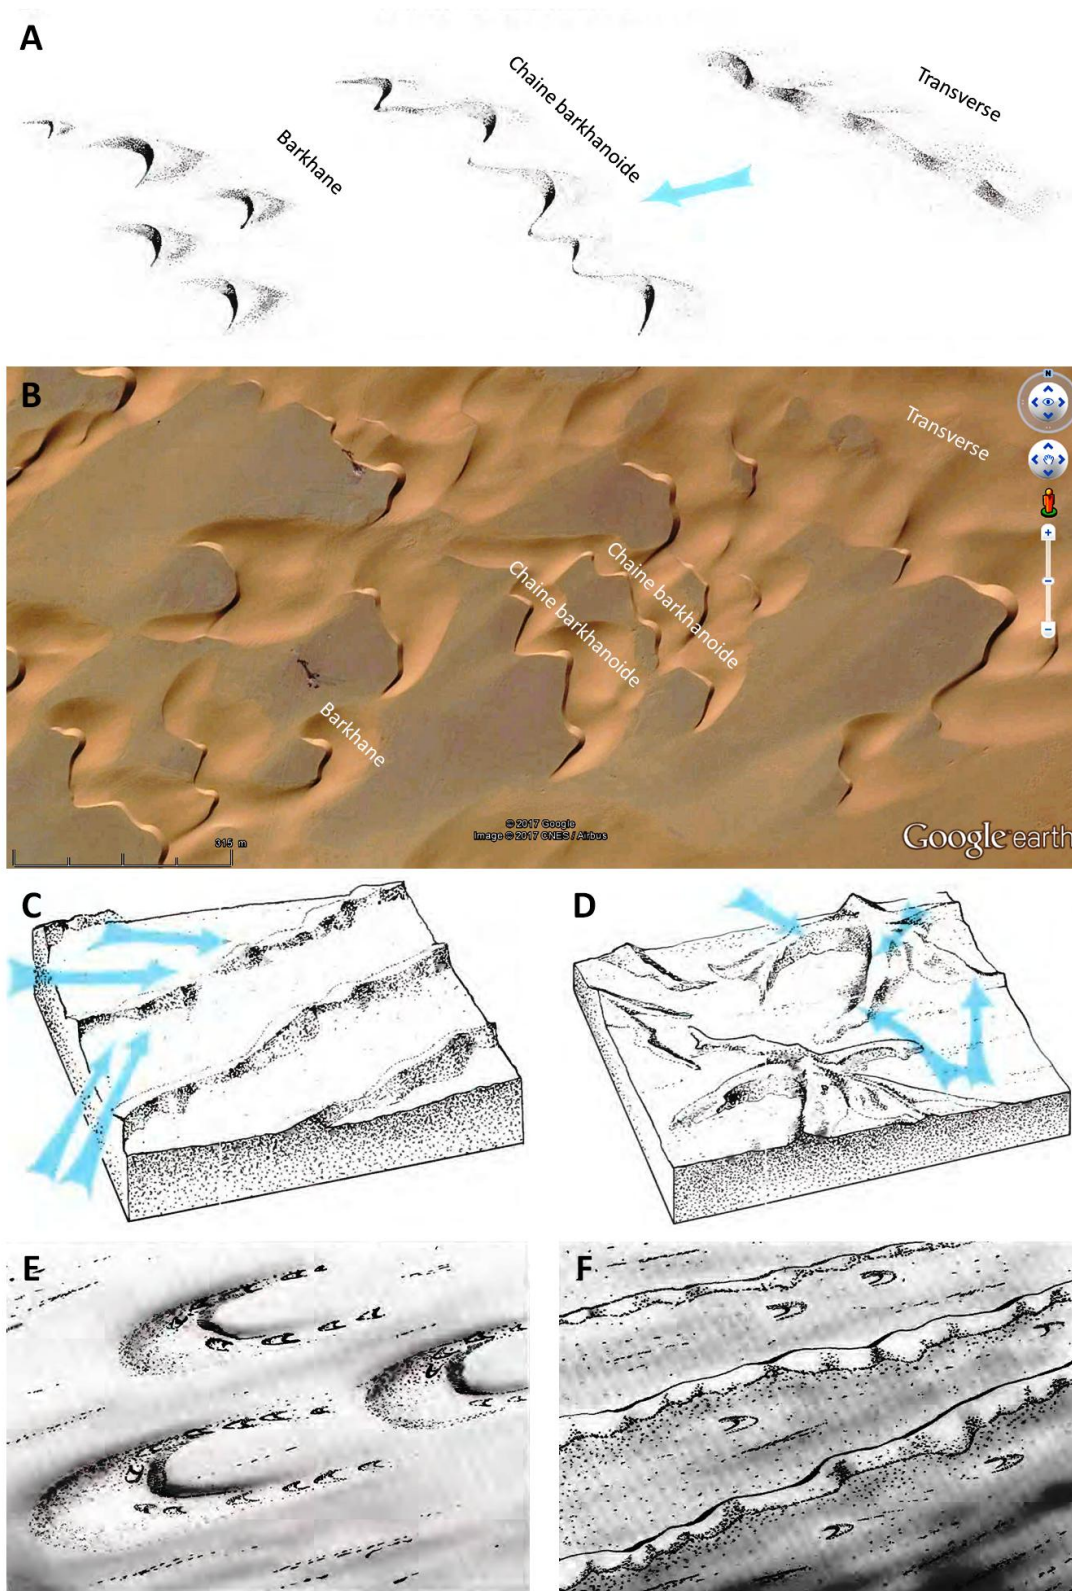 A
Barkhane
Chaine barkhanoide
Transverse
B
N
Transverse
Chaine barkhanoide
Chaine barkhanoide
Barkhane
© 2017 Google
Image © 2017 CNES / Airbus
315 m
Google earth
C
D
E
F